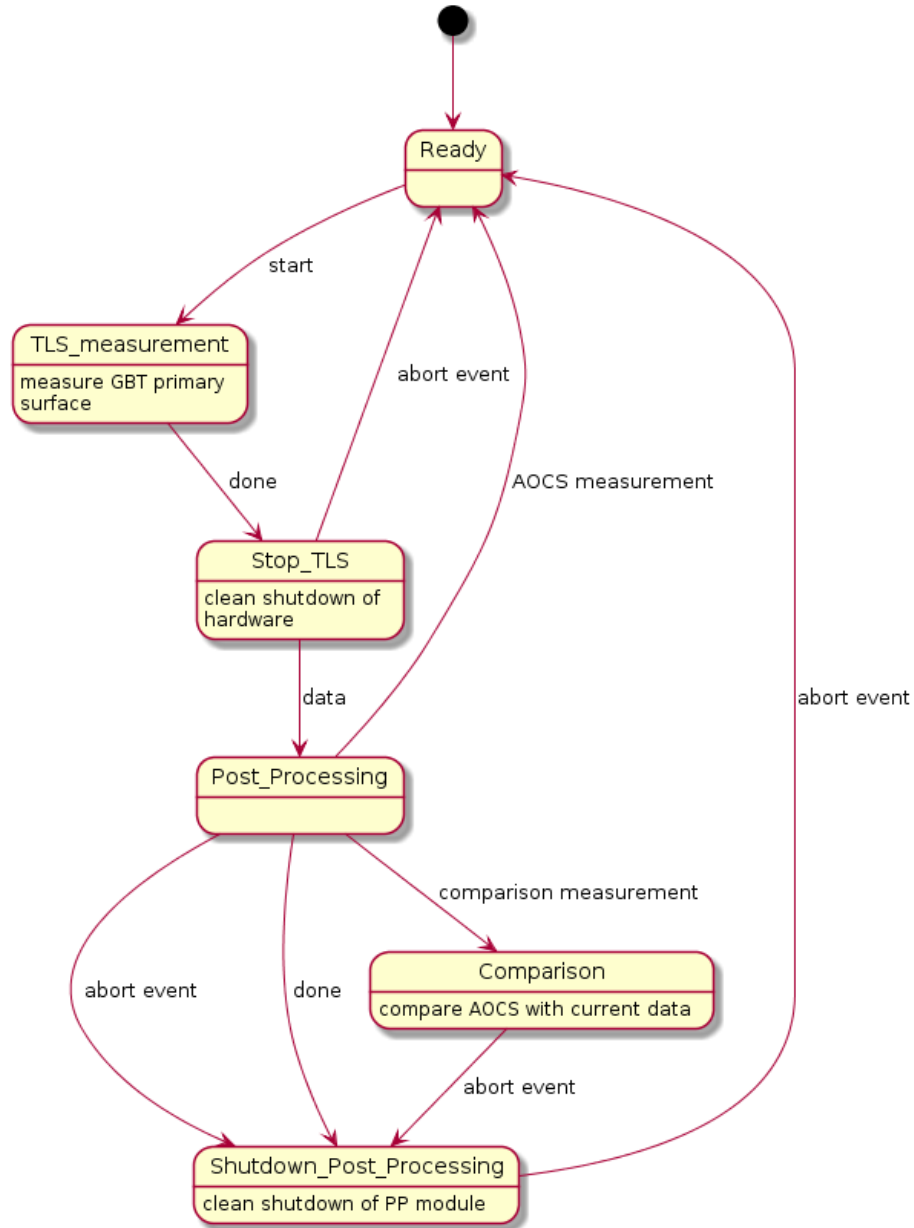 Ready
start
TLS_measurement
measure GBT primary
surface
abort event
done
AOCS measurement
Stop_TLS
clean shutdown of
hardware
data
abort event
Post_Processing
comparison measurement
Comparison
compare AOCS with current data
abort event
done
abort event
Shutdown_Post_Processing
clean shutdown of PP module